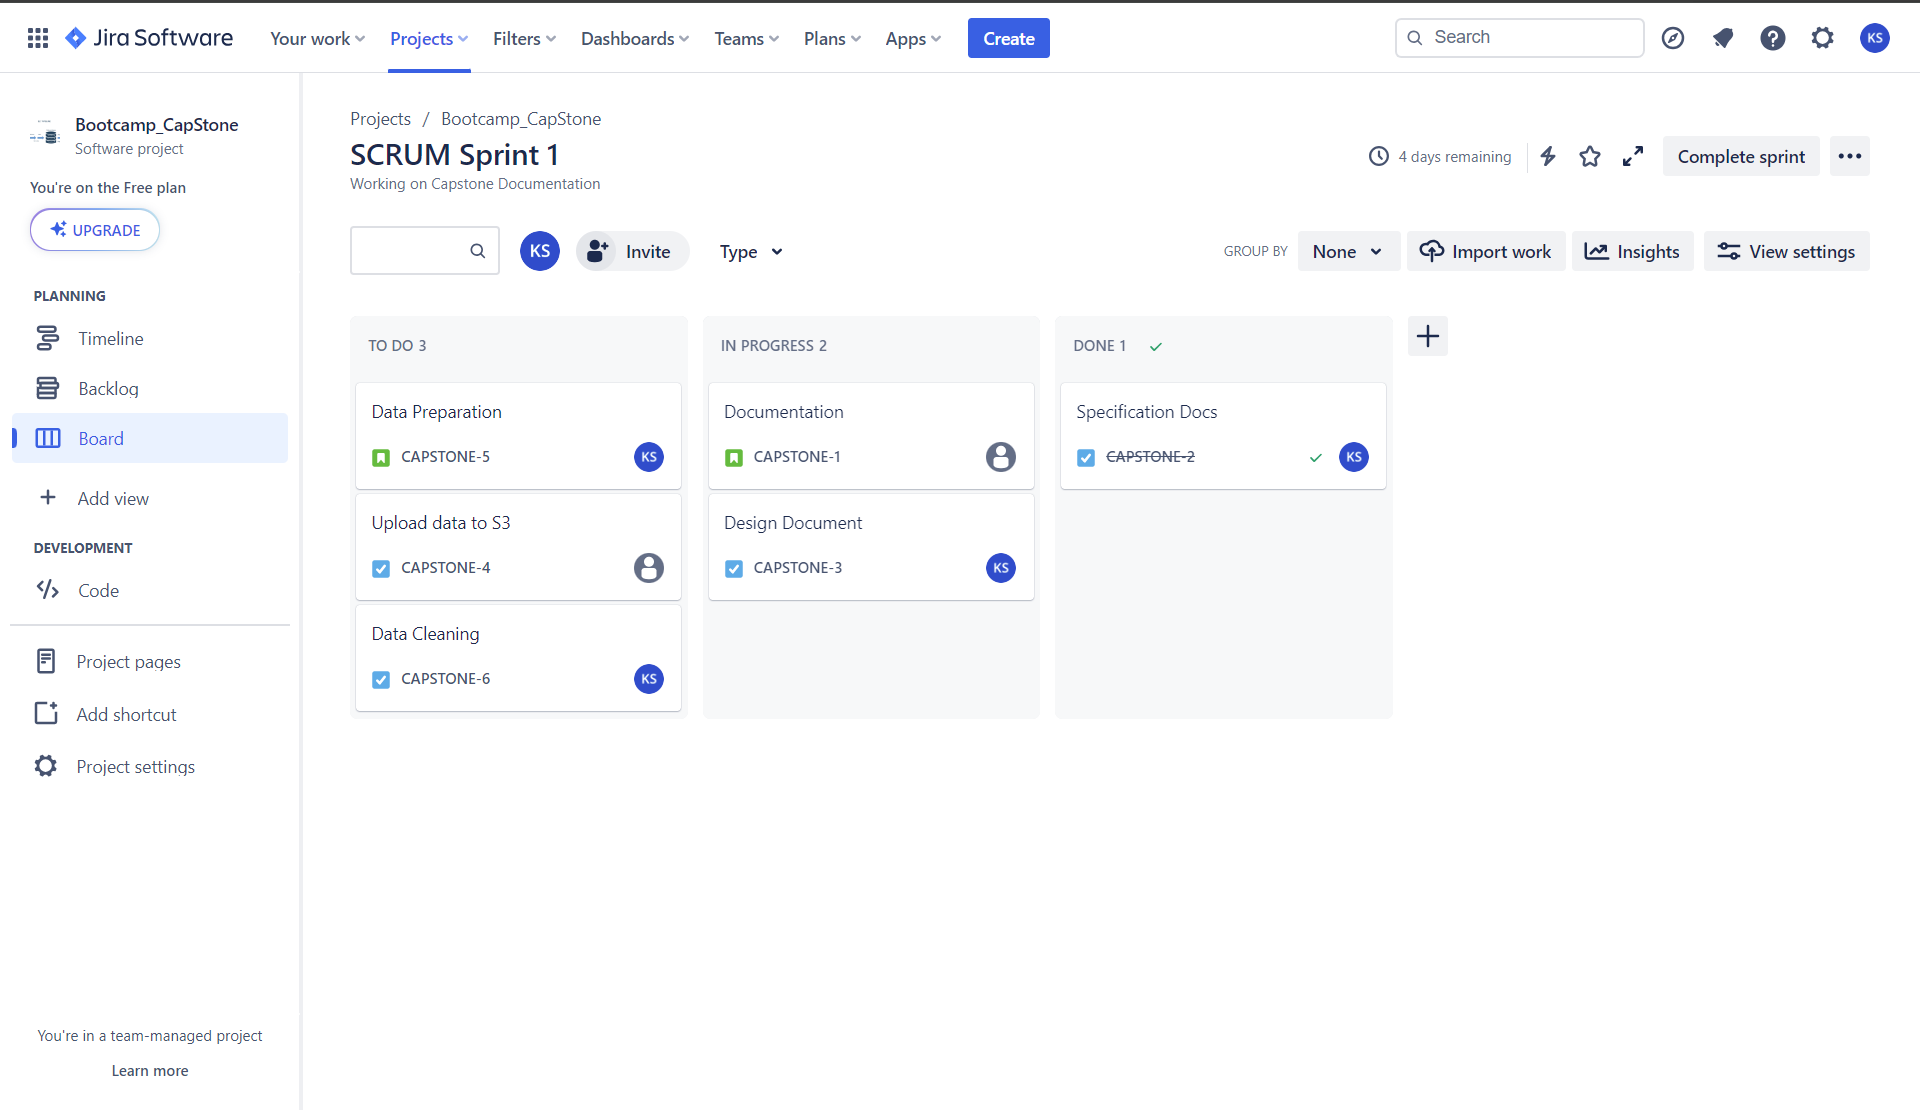 Jira Software
Your work
Projects
Filters
Dashboards
Teams
Plans
Apps
Create
Search
KS
Bootcamp_CapStone
Software project
You're on the Free plan
UPGRADE
PLANNING
Timeline
Backlog
Board
Add view
DEVELOPMENT
Code
Project pages
Add shortcut
Project settings
You're in a team-managed project
Learn more
Projects / Bootcamp_CapStone
SCRUM Sprint 1
Working on Capstone Documentation
4 days remaining
Complete sprint
KS
Invite
Type
GROUP BY
None
Import work
Insights
View settings
TO DO 3
Data Preparation
CAPSTONE-5
KS
Upload data to S3
CAPSTONE-4
Data Cleaning
CAPSTONE-6
KS
IN PROGRESS 2
Documentation
CAPSTONE-1
Design Document
CAPSTONE-3
KS
DONE 1
Specification Docs
CAPSTONE-2
KS